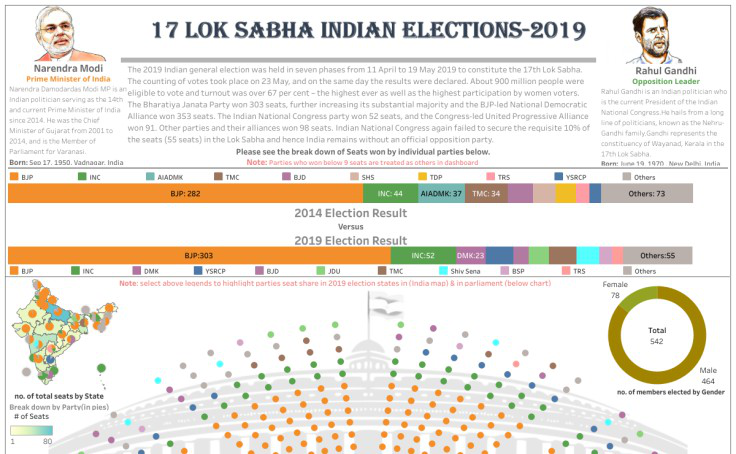 17 LOK SABHA INDIAN ELECTIONS-2019
Narendra Modi
Prime Minister of India
Narendra Damodardas Modi MP is an
Indian politician serving as the 14th
and current Prime Minister of India
since 2014. He was the Chief
Minister of Gujarat from 2001 to
2014, and is the Member of
Parliament for Varanasi.
Born: Sep 17, 1950, Vadnagar, India
The 2019 Indian general election was held in seven phases from 11 April to 19 May 2019 to constitute the 17th Lok Sabha.
The counting of votes took place on 23 May, and on the same day the results were declared. About 900 million people were
eligible to vote and turnout was over 67 per cent – the highest ever as well as the highest participation by women voters.
The Bharatiya Janata Party won 303 seats, further increasing its substantial majority and the BJP-led National Democratic
Alliance won 353 seats. The Indian National Congress party won 52 seats, and the Congress-led United Progressive Alliance
won 91. Other parties and their alliances won 98 seats. Indian National Congress again failed to secure the requisite 10% of
the seats (55 seats) in the Lok Sabha and hence India remains without an official opposition party.
Please see the break down of Seats won by individual parties below.
Note: Parties who won below 9 seats are treated as others in dashboard
Rahul Gandhi
Opposition Leader
Rahul Gandhi is an Indian politician who
is the current President of the Indian
National Congress.He hails from a long
line of politicians, known as the Nehru-
Gandhi family.Gandhi represents the
constituency of Wayanad, Kerala in the
17th Lok Sabha.
Born: June 19, 1970, New Delhi, India
BJP INC AIADMK TMC BJD SHS TDP TRS YSRCP Others
BJP: 282 INC: 44 AIADMK: 37 TMC: 34 Others: 73
2014 Election Result
Versus
2019 Election Result
BJP:303 INC:52 DMK:23 Others:55
BJP INC DMK YSRCP BJD JDU TMC Shiv Sena BSP TRS Others
Note: select above legends to highlight parties seat share in 2019 election states in (India map) & in parliament (below chart)
no. of total seats by State
Break down by Party(in pies)
# of Seats
1 80
Female
78
Total
542
Male
464
no. of members elected by Gender